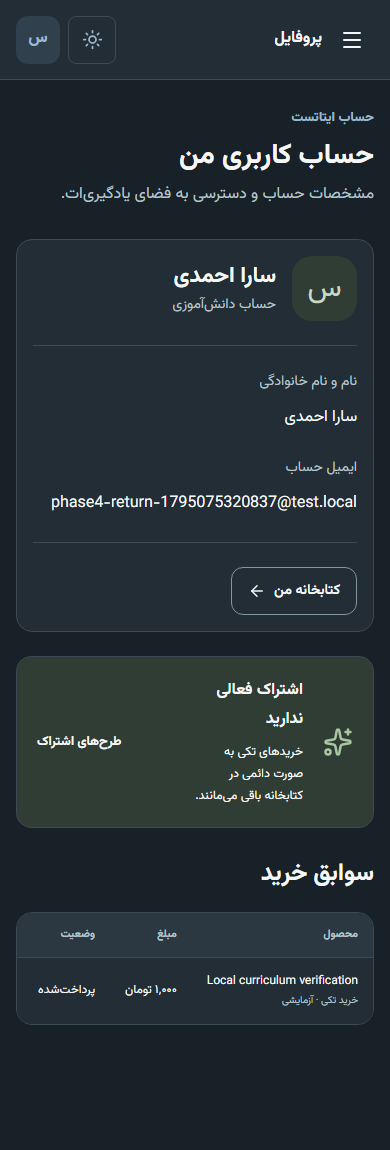 پروفایل
س
حساب ایتاتست
حساب کاربری من
مشخصات حساب و دسترسی به فضای یادگیری‌ات.
س
سارا احمدی
حساب دانش‌آموزی
نام و نام خانوادگی
سارا احمدی
ایمیل حساب
phase4-return-1795075320837@test.local
کتابخانه من
اشتراک فعالی
ندارید
خریدهای تکی به
صورت دائمی در
کتابخانه باقی می‌مانند.
طرح‌های اشتراک
سوابق خرید
محصول مبلغ وضعیت
Local curriculum verification
خرید تکی · آزمایشی
۱٬۰۰۰ تومان
پرداخت‌شده